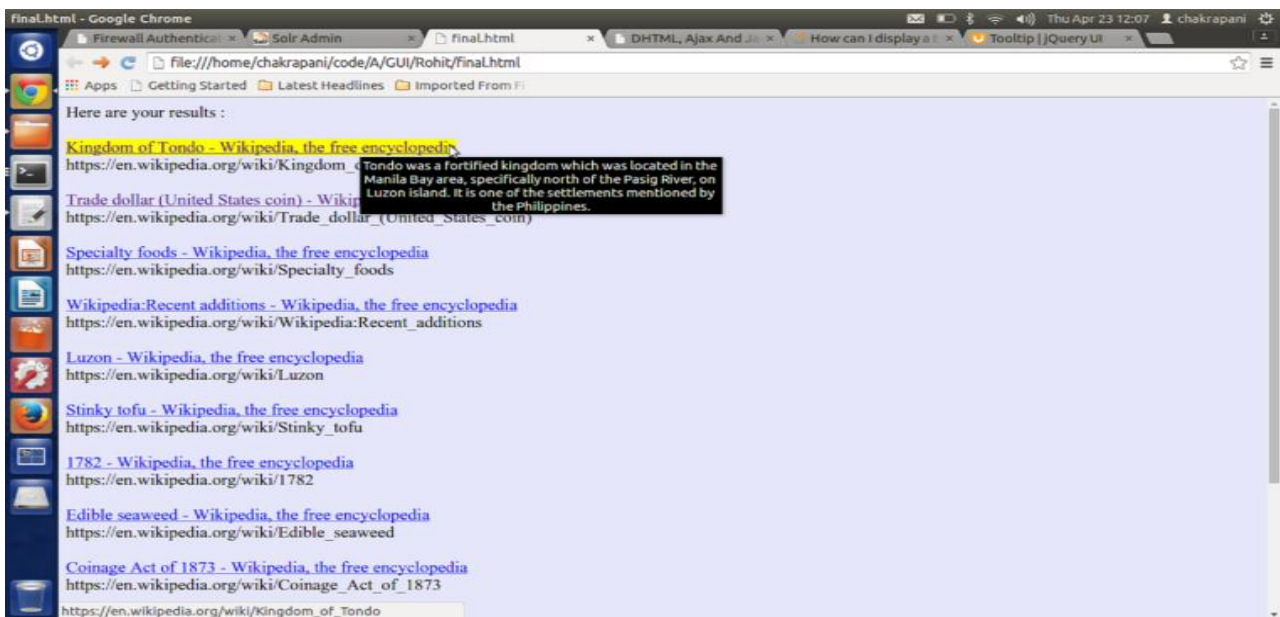 final.html - Google Chrome
Thu Apr 23 12:07 chakrapani
Firewall Authentica
Solr Admin
final.html
DHTML, Ajax And
How can I display a
Tooltip | jQuery UI
file:///home/chakrapani/code/A/GUI/Rohit/final.html
Apps Getting Started Latest Headlines Imported From
Here are your results :
Kingdom of Tondo - Wikipedia, the free encyclopedia
https://en.wikipedia.org/wiki/Kingdom_
Tondo was a fortified kingdom which was located in the
Manila Bay area, specifically north of the Pasig River, on
Luzon island. It is one of the settlements mentioned by
the Philippines.
Trade dollar (United States coin) - Wikip
https://en.wikipedia.org/wiki/Trade_dollar_(United_States_coin)
Specialty foods - Wikipedia, the free encyclopedia
https://en.wikipedia.org/wiki/Specialty_foods
Wikipedia:Recent additions - Wikipedia, the free encyclopedia
https://en.wikipedia.org/wiki/Wikipedia:Recent_additions
Luzon - Wikipedia, the free encyclopedia
https://en.wikipedia.org/wiki/Luzon
Stinky tofu - Wikipedia, the free encyclopedia
https://en.wikipedia.org/wiki/Stinky_tofu
1782 - Wikipedia, the free encyclopedia
https://en.wikipedia.org/wiki/1782
Edible seaweed - Wikipedia, the free encyclopedia
https://en.wikipedia.org/wiki/Edible_seaweed
Coinage Act of 1873 - Wikipedia, the free encyclopedia
https://en.wikipedia.org/wiki/Coinage_Act_of_1873
https://en.wikipedia.org/wiki/Kingdom_of_Tondo